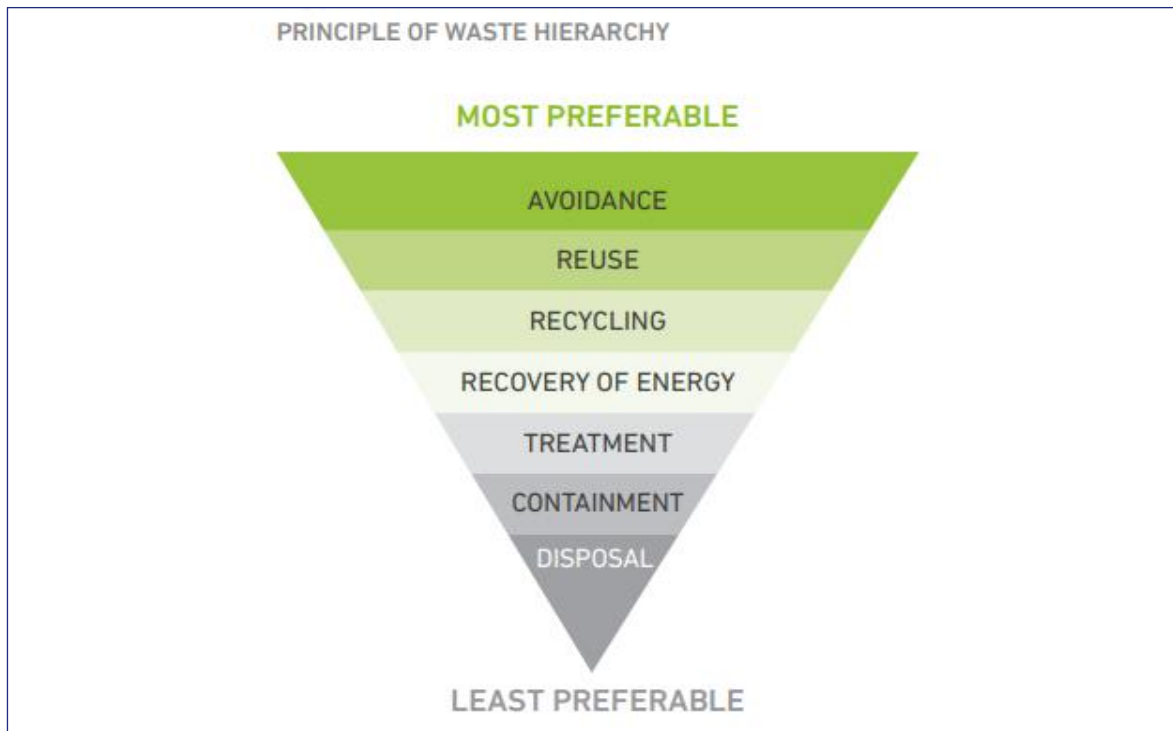 PRINCIPLE OF WASTE HIERARCHY
MOST PREFERABLE
AVOIDANCE
REUSE
RECYCLING
RECOVERY OF ENERGY
TREATMENT
CONTAINMENT
DISPOSAL
LEAST PREFERABLE